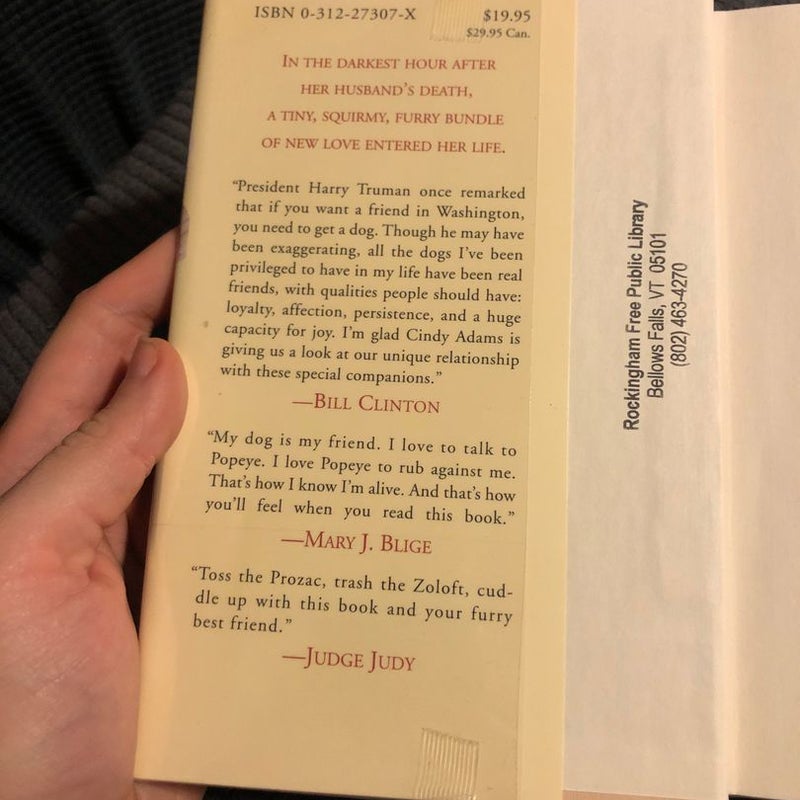 ISBN 0-312-27307-X
$19.95
$29.95 Can.
IN THE DARKEST HOUR AFTER
HER HUSBAND'S DEATH,
A TINY, SQUIRMY, FURRY BUNDLE
OF NEW LOVE ENTERED HER LIFE.
“President Harry Truman once remarked
that if you want a friend in Washington,
you need to get a dog. Though he may have
been exaggerating, all the dogs I’ve been
privileged to have in my life have been real
friends, with qualities people should have:
loyalty, affection, persistence, and a huge
capacity for joy. I’m glad Cindy Adams is
giving us a look at our unique relationship
with these special companions.”
—BILL CLINTON
“My dog is my friend. I love to talk to
Popeye. I love Popeye to rub against me.
That’s how I know I’m alive. And that’s how
you’ll feel when you read this book.”
—MARY J. BLIGE
“Toss the Prozac, trash the Zoloft, cud-
dle up with this book and your furry
best friend.”
—JUDGE JUDY
Rockingham Free Public Library
Bellows Falls, VT 05101
(802) 463-4270